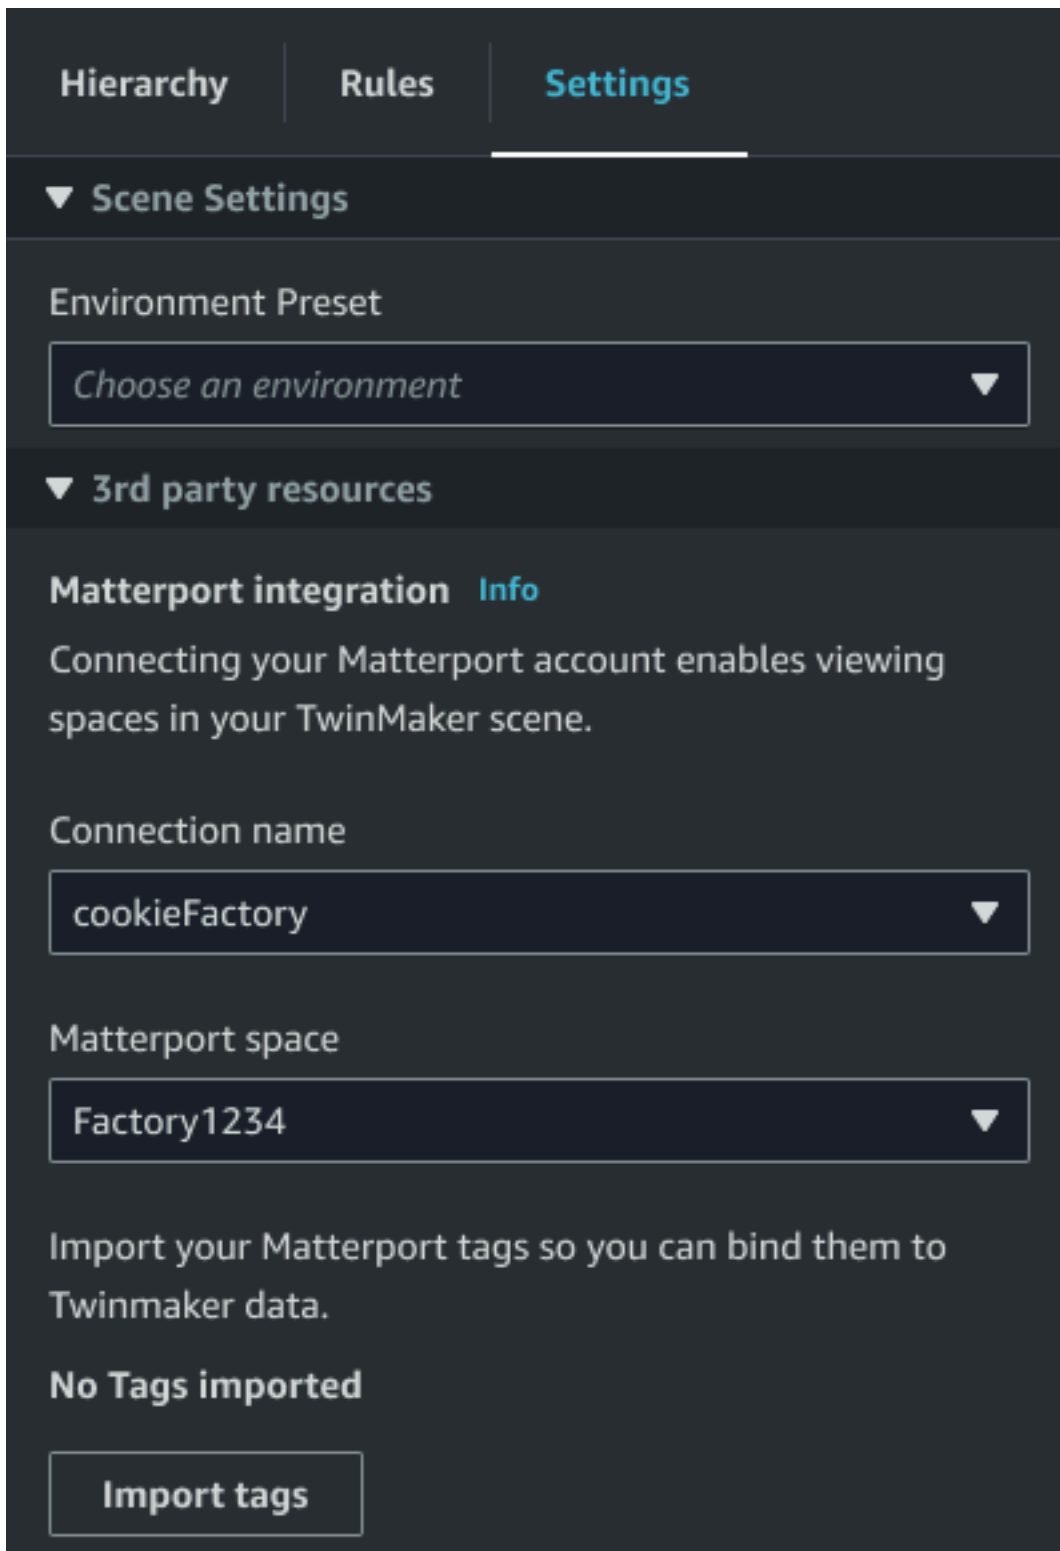 Hierarchy Rules Settings
Scene Settings
Environment Preset
Choose an environment
3rd party resources
Matterport integration Info
Connecting your Matterport account enables viewing
spaces in your TwinMaker scene.
Connection name
cookieFactory
Matterport space
Factory1234
Import your Matterport tags so you can bind them to
Twinmaker data.
No Tags imported
Import tags